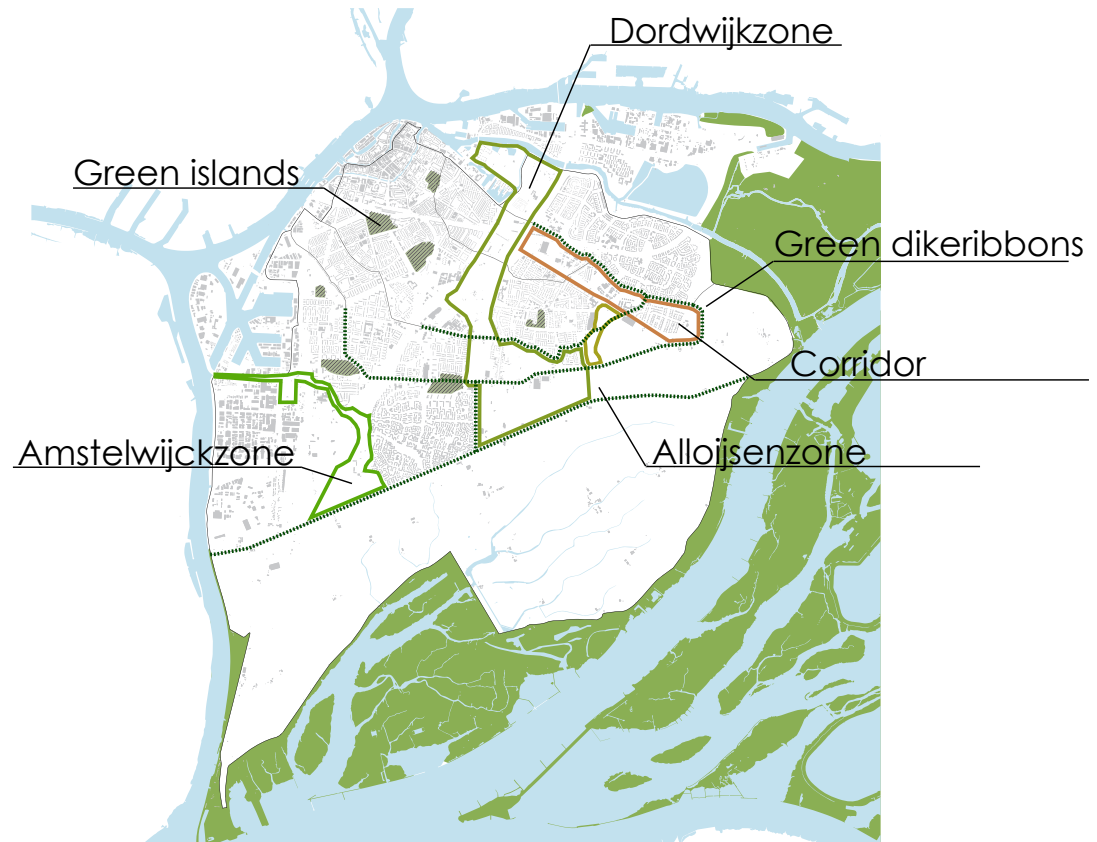 Dordwijkzone
Green islands
Green dikeribbons
Corridor
Amstelwijckzone
Alloijsenzone